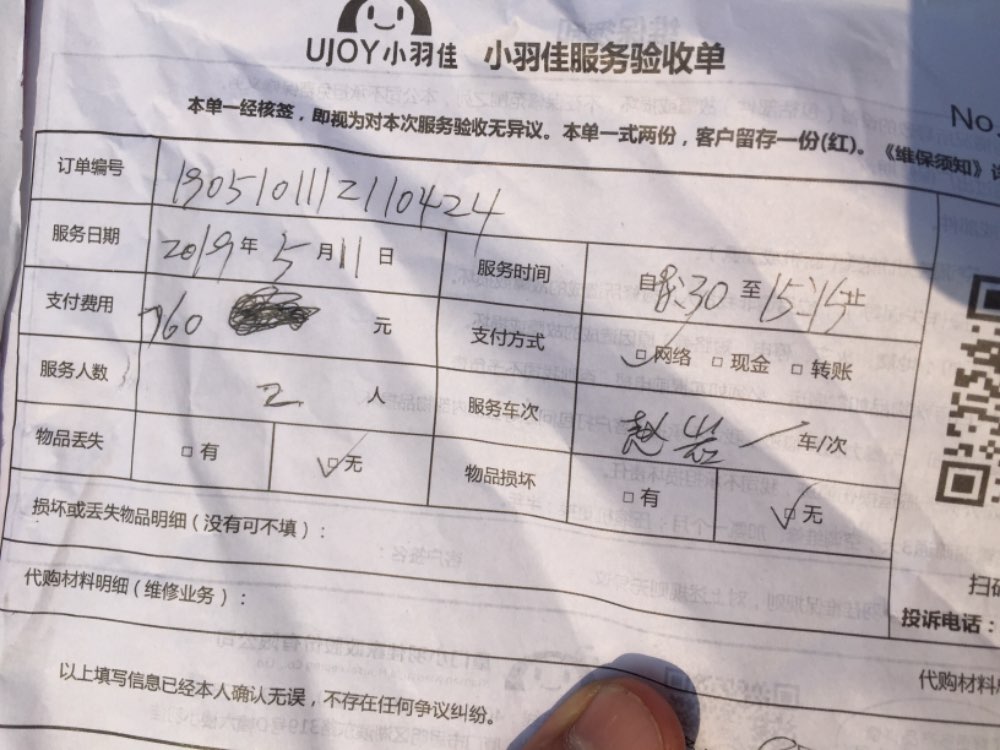 UJOY小羽佳 小羽佳服务验收单
No.
本单一经核签，即视为对本次服务验收无异议。本单一式两份，客户留存一份(红)。《维保须知》
订单编号 1905101112110424
服务日期 2019年5月11日 服务时间 自8:30至15:15止
支付费用 760 元 支付方式 网络 现金 转账
服务人数 2 人 服务车次 赵岩 一 车/次
物品丢失 有 无 物品损坏 有 无
损坏或丢失物品明细（没有可不填）：
代购材料明细（维修业务）：
投诉电话：
代购材料
以上填写信息已经本人确认无误，不存在任何争议纠纷。